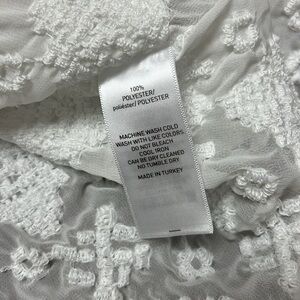 100%
POLYESTER/
poliéster/ POLYESTER
MACHINE WASH COLD
WASH WITH LIKE COLORS.
DO NOT BLEACH
COOL IRON
CAN BE DRY CLEANED
NO TUMBLE DRY
MADE IN TURKEY